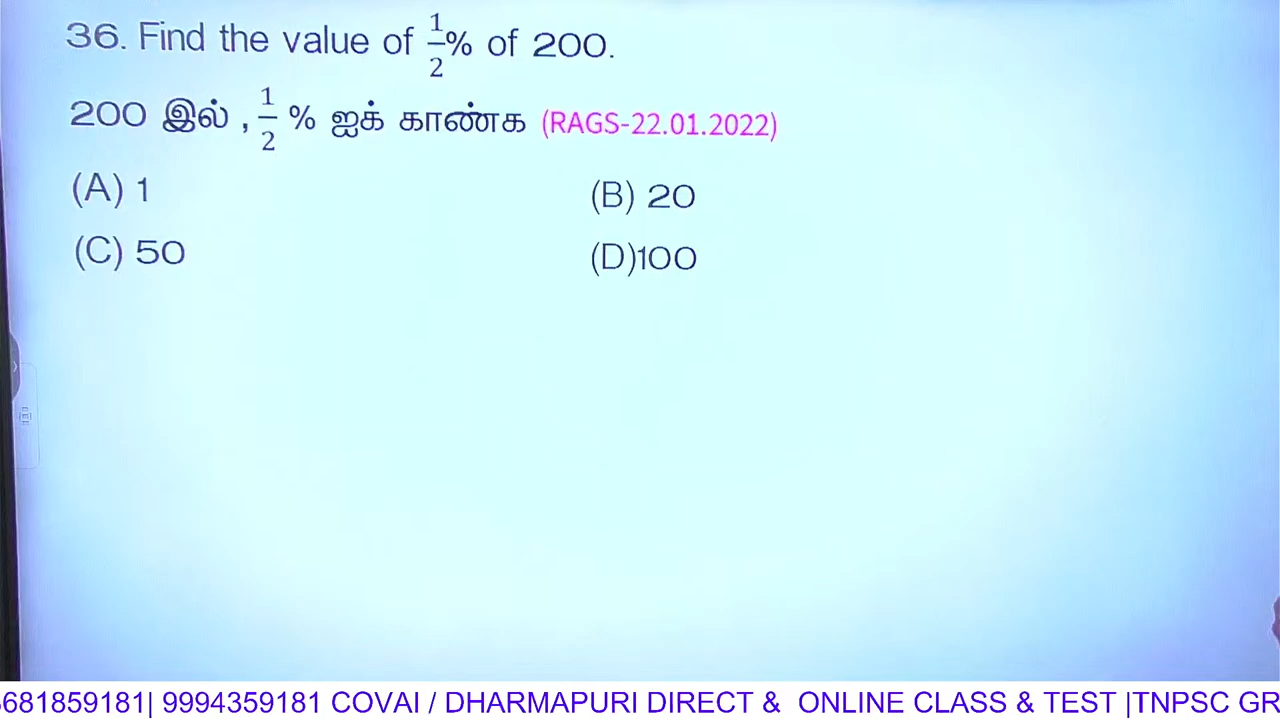 36. Find the value of 1/2% of 200.
200 இல் , 1/2 % ஐக் காண்க (RAGS-22.01.2022)
(A) 1 (B) 20
(C) 50 (D)100
681859181| 9994359181 COVAI / DHARMAPURI DIRECT & ONLINE CLASS & TEST |TNPSC GR